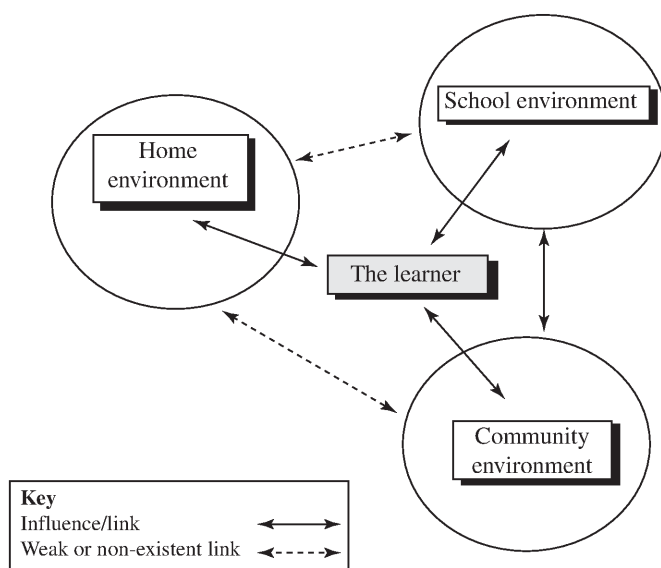 School environment
Home
environment
The learner
Community
environment
Key
Influence/link
Weak or non-existent link